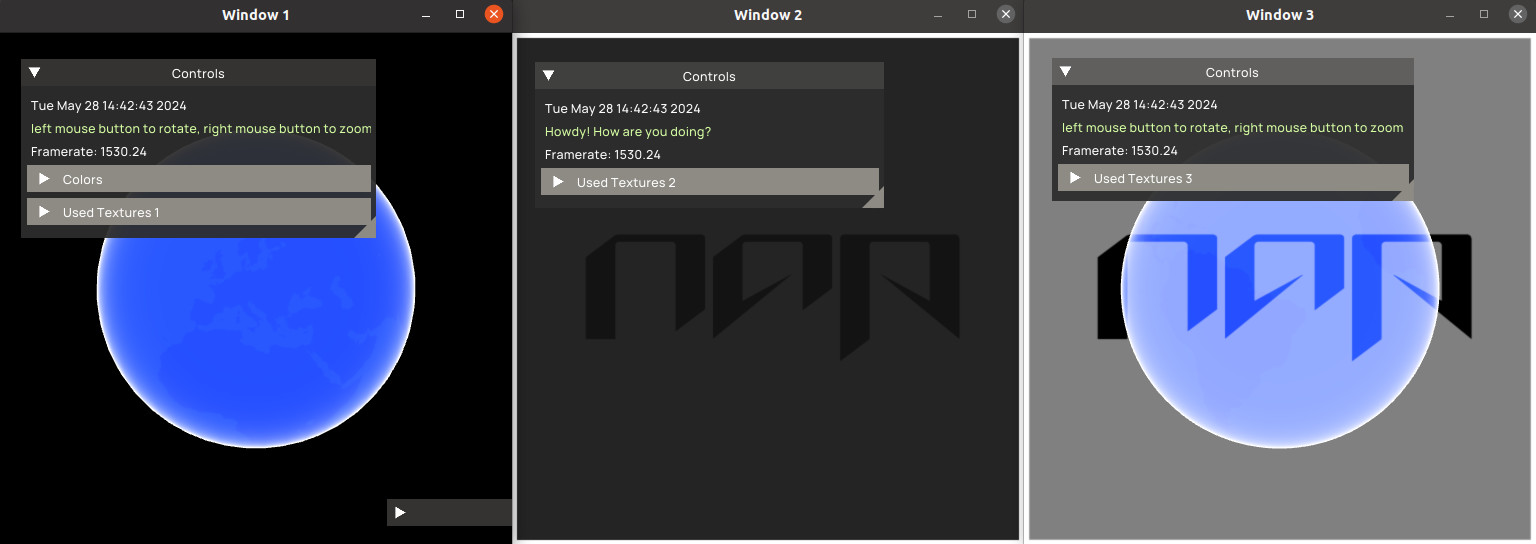 Window 1
Controls
Tue May 28 14:42:43 2024
left mouse button to rotate, right mouse button to zoom
Framerate: 1530.24
Colors
Used Textures 1
Window 2
Controls
Tue May 28 14:42:43 2024
Howdy! How are you doing?
Framerate: 1530.24
Used Textures 2
nap
Window 3
Controls
Tue May 28 14:42:43 2024
left mouse button to rotate, right mouse button to zoom
Framerate: 1530.24
Used Textures 3
nap